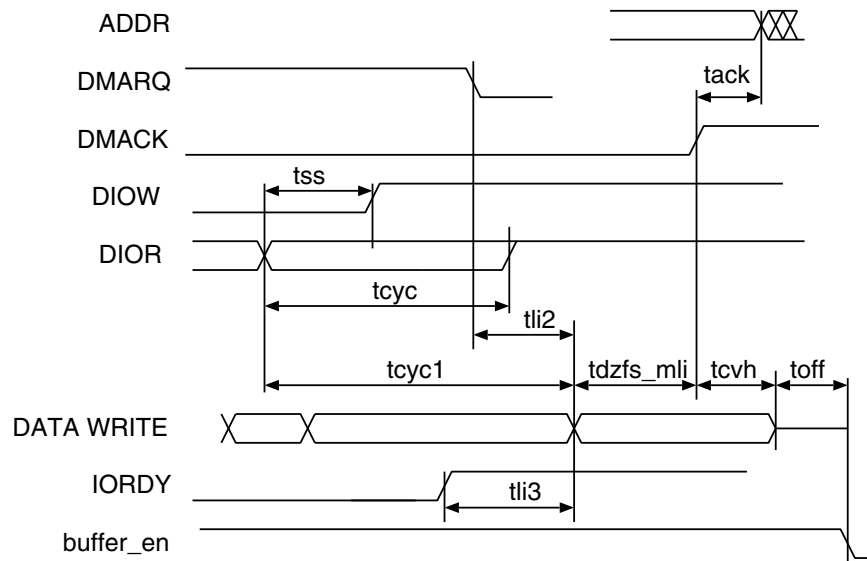 ADDR
tack
DMARQ
DMACK
tss
DIOW
DIOR
tcyc
tli2
tcyc1 tdzfs_mli tcvh toff
DATA WRITE
IORDY
tli3
buffer_en